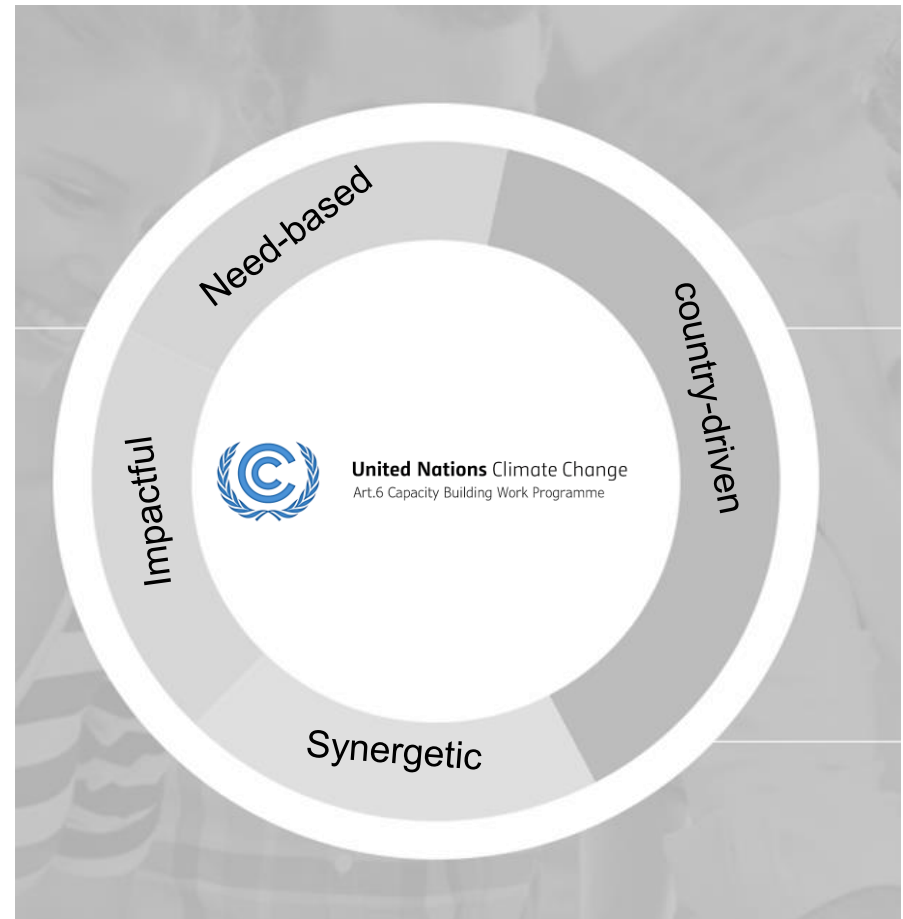 Need-based
country-driven
Impactful
United Nations Climate Change
Art.6 Capacity Building Work Programme
Synergetic